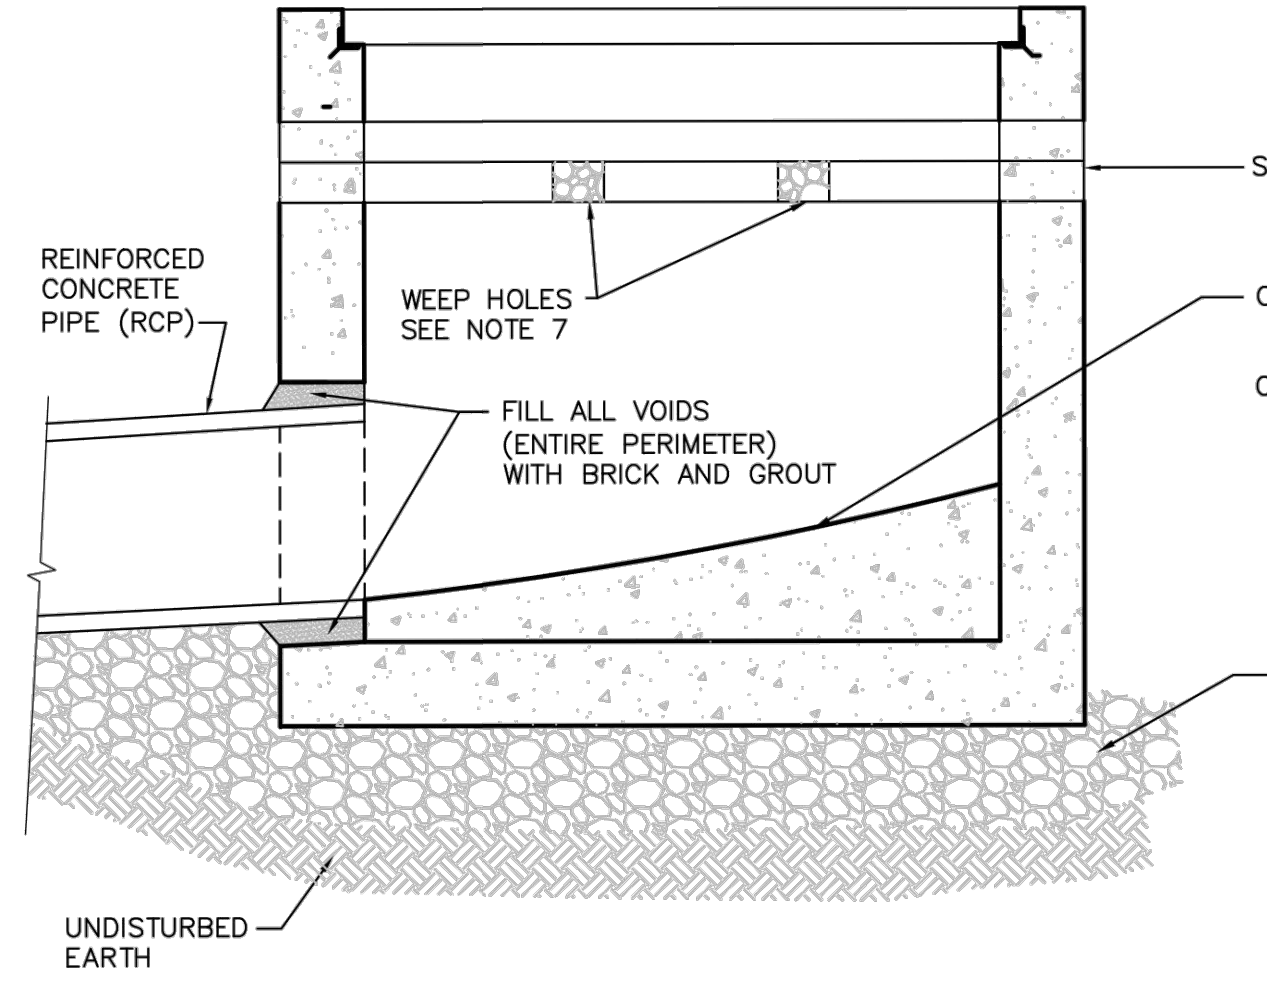 REINFORCED
CONCRETE
PIPE (RCP)
WEEP HOLES
SEE NOTE 7
FILL ALL VOIDS
(ENTIRE PERIMETER)
WITH BRICK AND GROUT
UNDISTURBED
EARTH